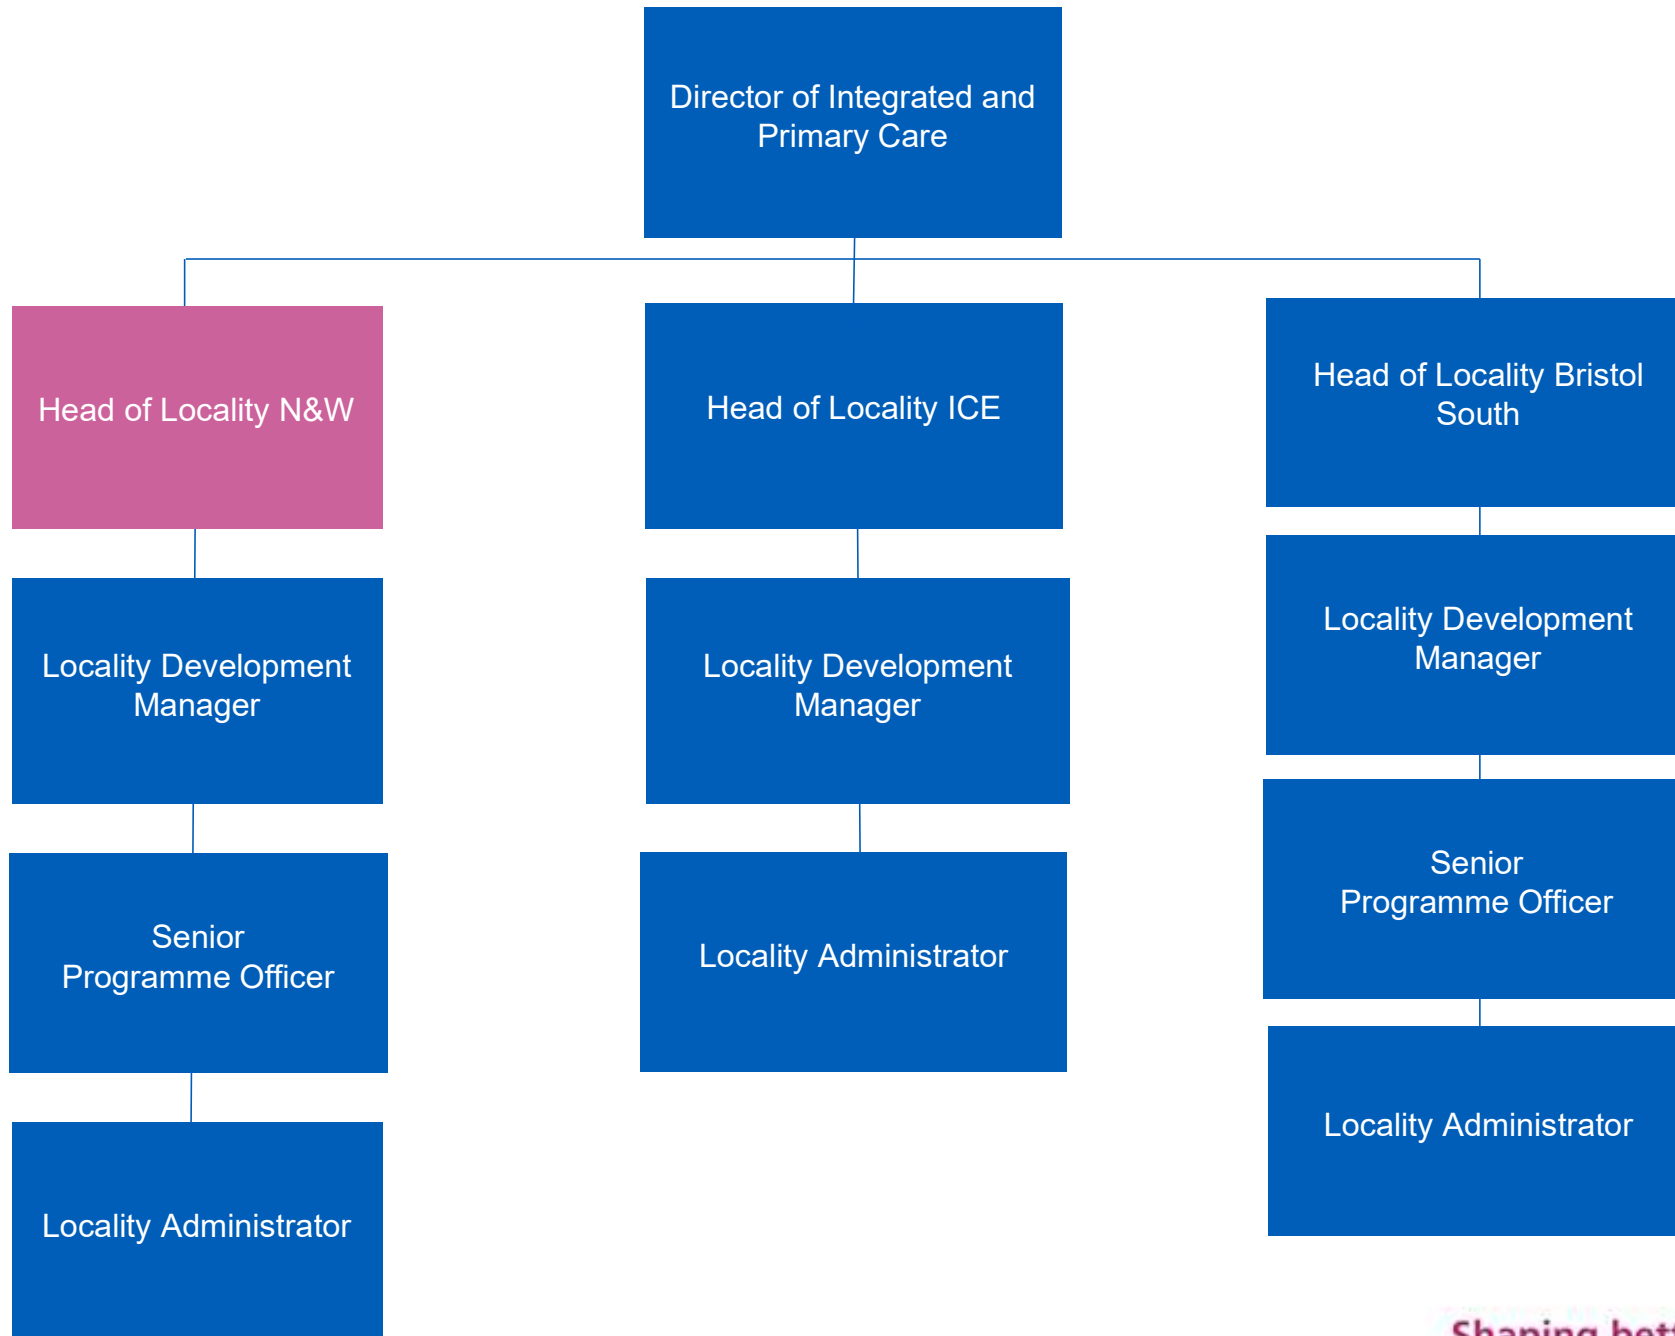 Director of Integrated and
Primary Care
Head of Locality N&W
Head of Locality ICE
Head of Locality Bristol
South
Locality Development
Manager
Locality Development
Manager
Locality Development
Manager
Senior
Programme Officer
Locality Administrator
Senior
Programme Officer
Locality Administrator
Locality Administrator
Shaping